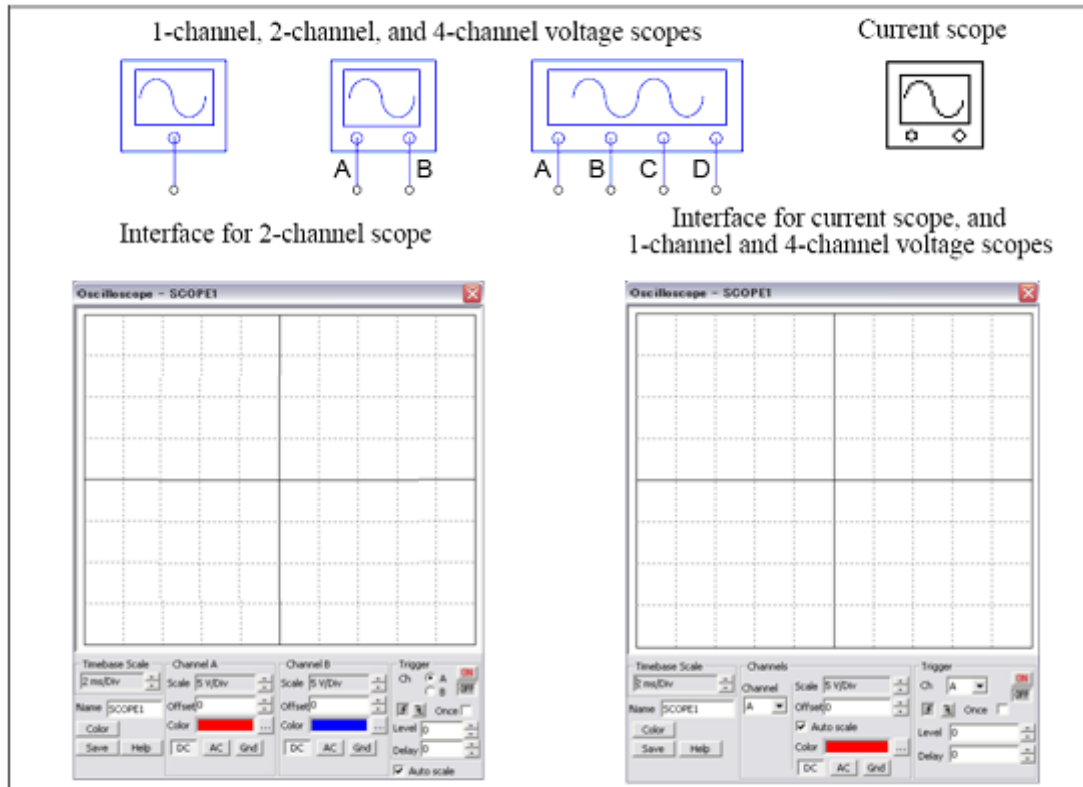 1-channel, 2-channel, and 4-channel voltage scopes
Current scope
A B
A B C D
Interface for 2-channel scope
Interface for current scope, and
1-channel and 4-channel voltage scopes
Oscilloscope - SCOPE1
Timebase Scale
2 ms/Div
Name SCOPE1
Color
Save Help
Channel A
Scale 5 V/Div
Offset 0
Color ...
DC AC Gnd
Channel B
Scale 5 V/Div
Offset 0
Color ...
DC AC Gnd
Trigger
Ch A
B
ON
OFF
Once
Level 0
Delay 0
Auto scale
Oscilloscope - SCOPE1
Timebase Scale
2 ms/Div
Name SCOPE1
Color
Save Help
Channels
Channel
A
Scale 5 V/Div
Offset 0
Auto scale
Color ...
DC AC Gnd
Trigger
Ch A
ON
OFF
Once
Level 0
Delay 0